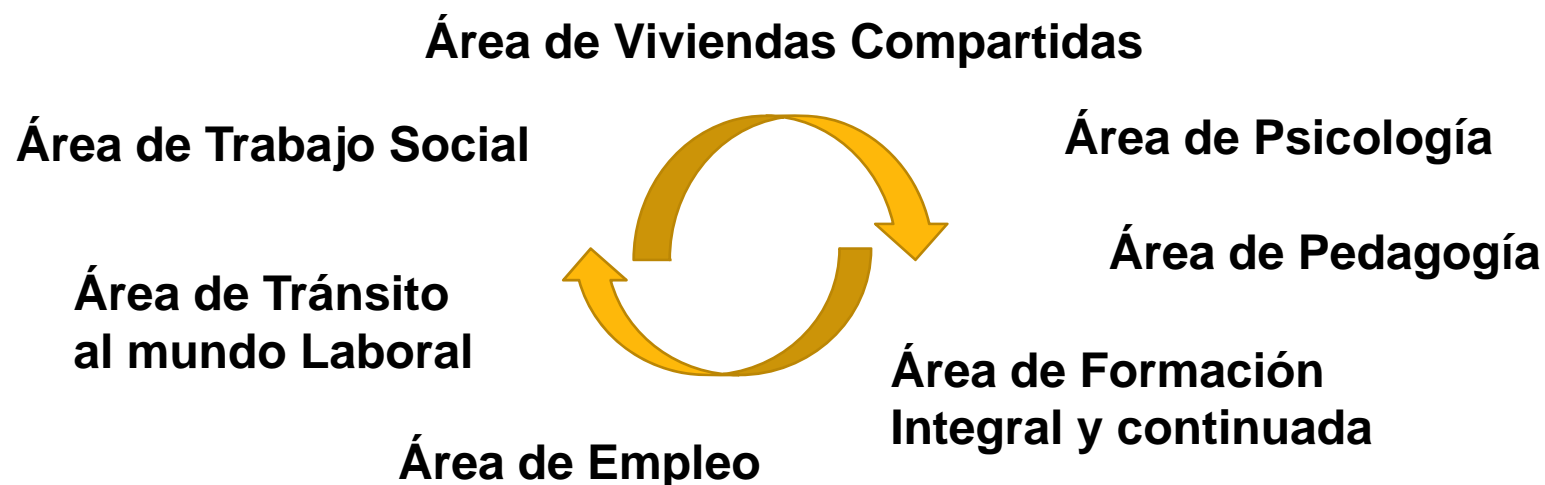 Área de Viviendas Compartidas
Área de Trabajo Social
Área de Psicología
Área de Pedagogía
Área de Tránsito
al mundo Laboral
Área de Formación
Integral y continuada
Área de Empleo